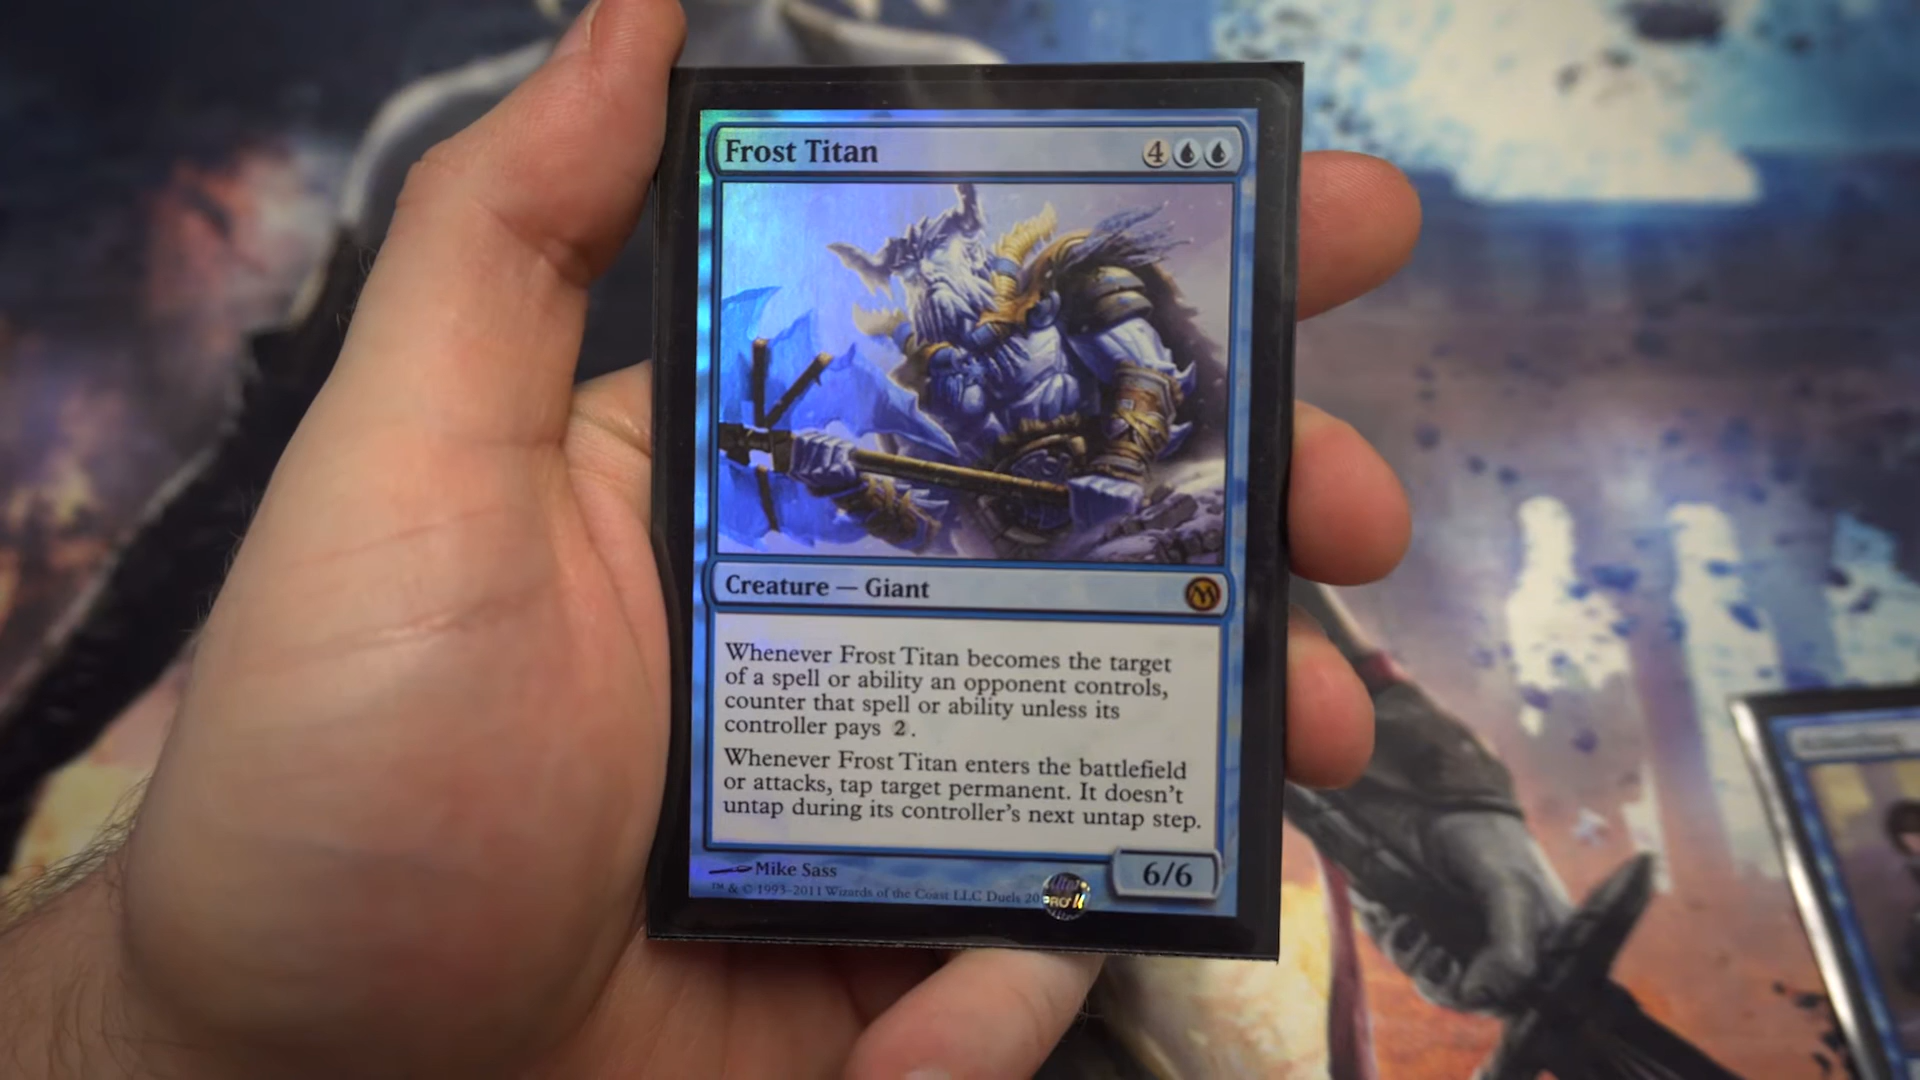 Frost Titan 4
Creature — Giant
Whenever Frost Titan becomes the target
of a spell or ability an opponent controls,
counter that spell or ability unless its
controller pays 2.
Whenever Frost Titan enters the battlefield
or attacks, tap target permanent. It doesn't
untap during its controller's next untap step.
6/6
Mike Sass
™ & © 1993–2011 Wizards of the Coast LLC Duels 20
PRO